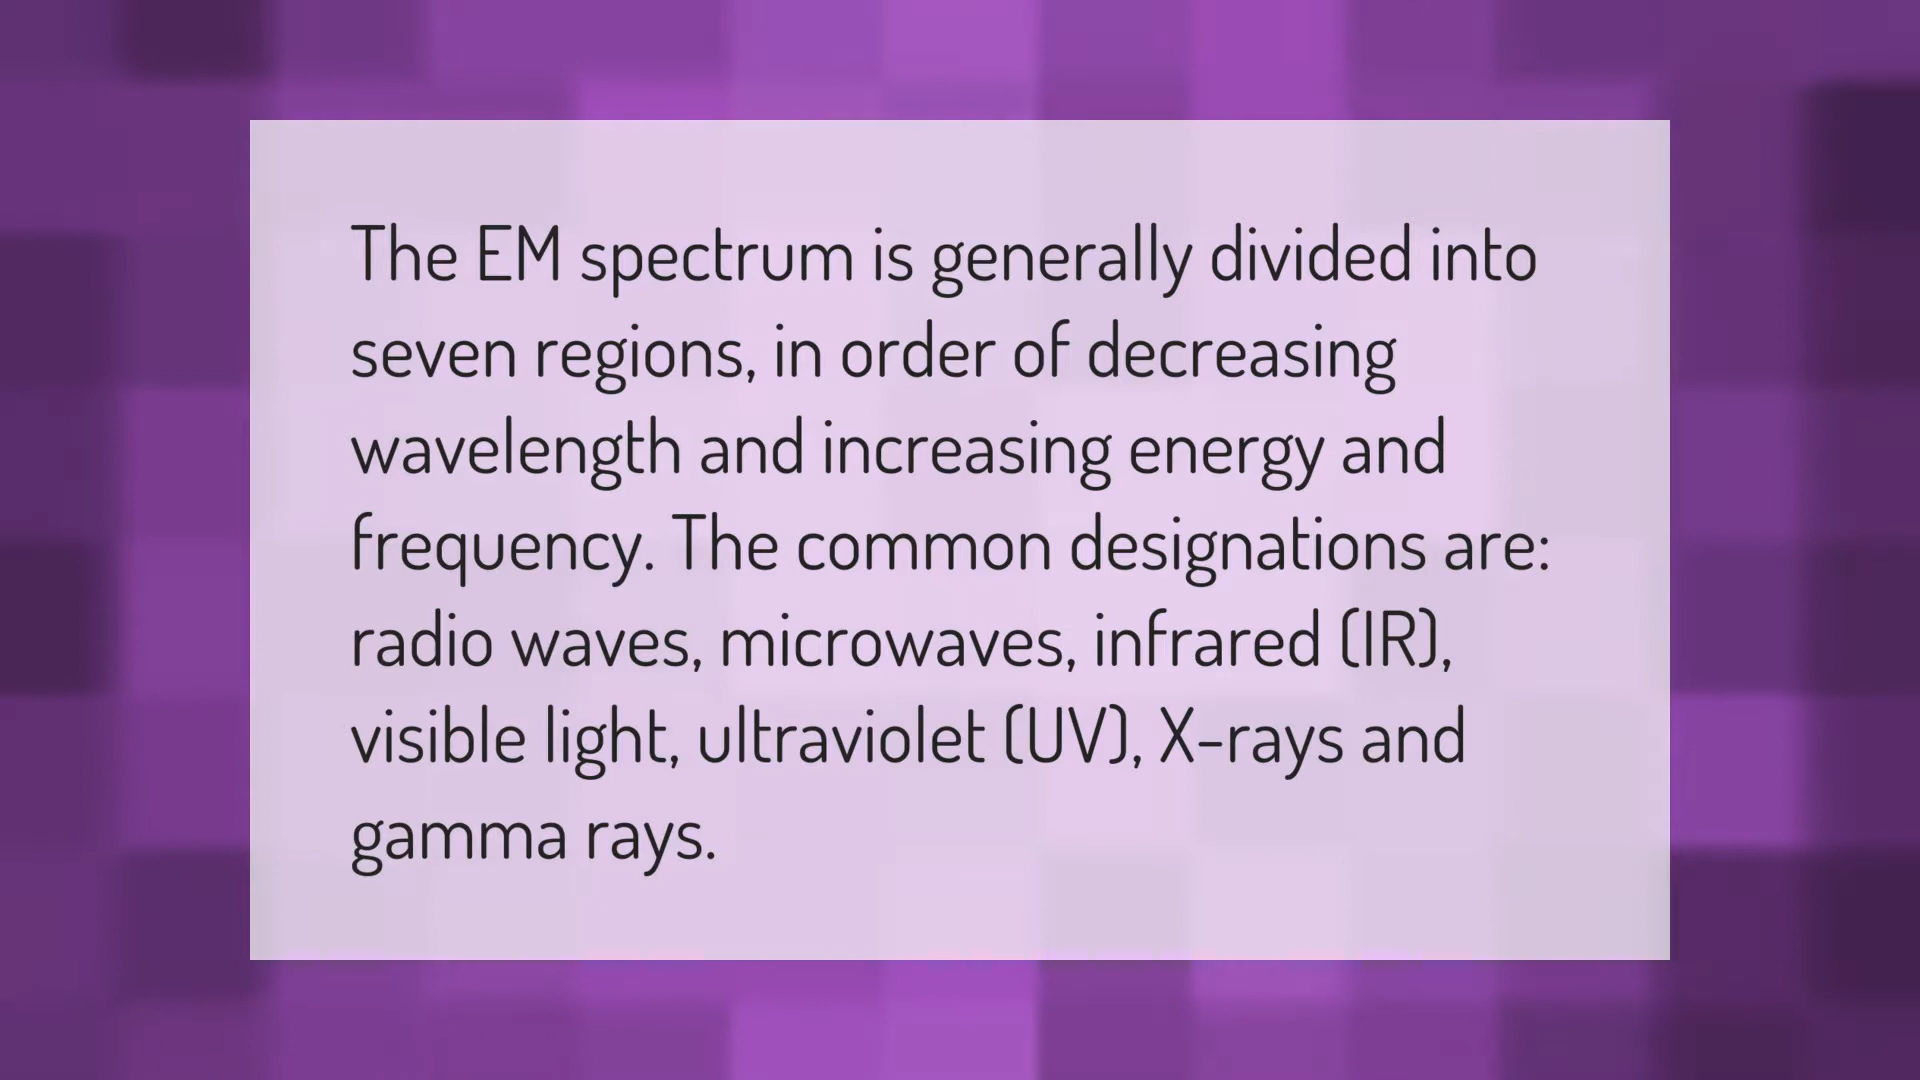 The EM spectrum is generally divided into
seven regions, in order of decreasing
wavelength and increasing energy and
frequency. The common designations are:
radio waves, microwaves, infrared (IR),
visible light, ultraviolet (UV), X-rays and
gamma rays.